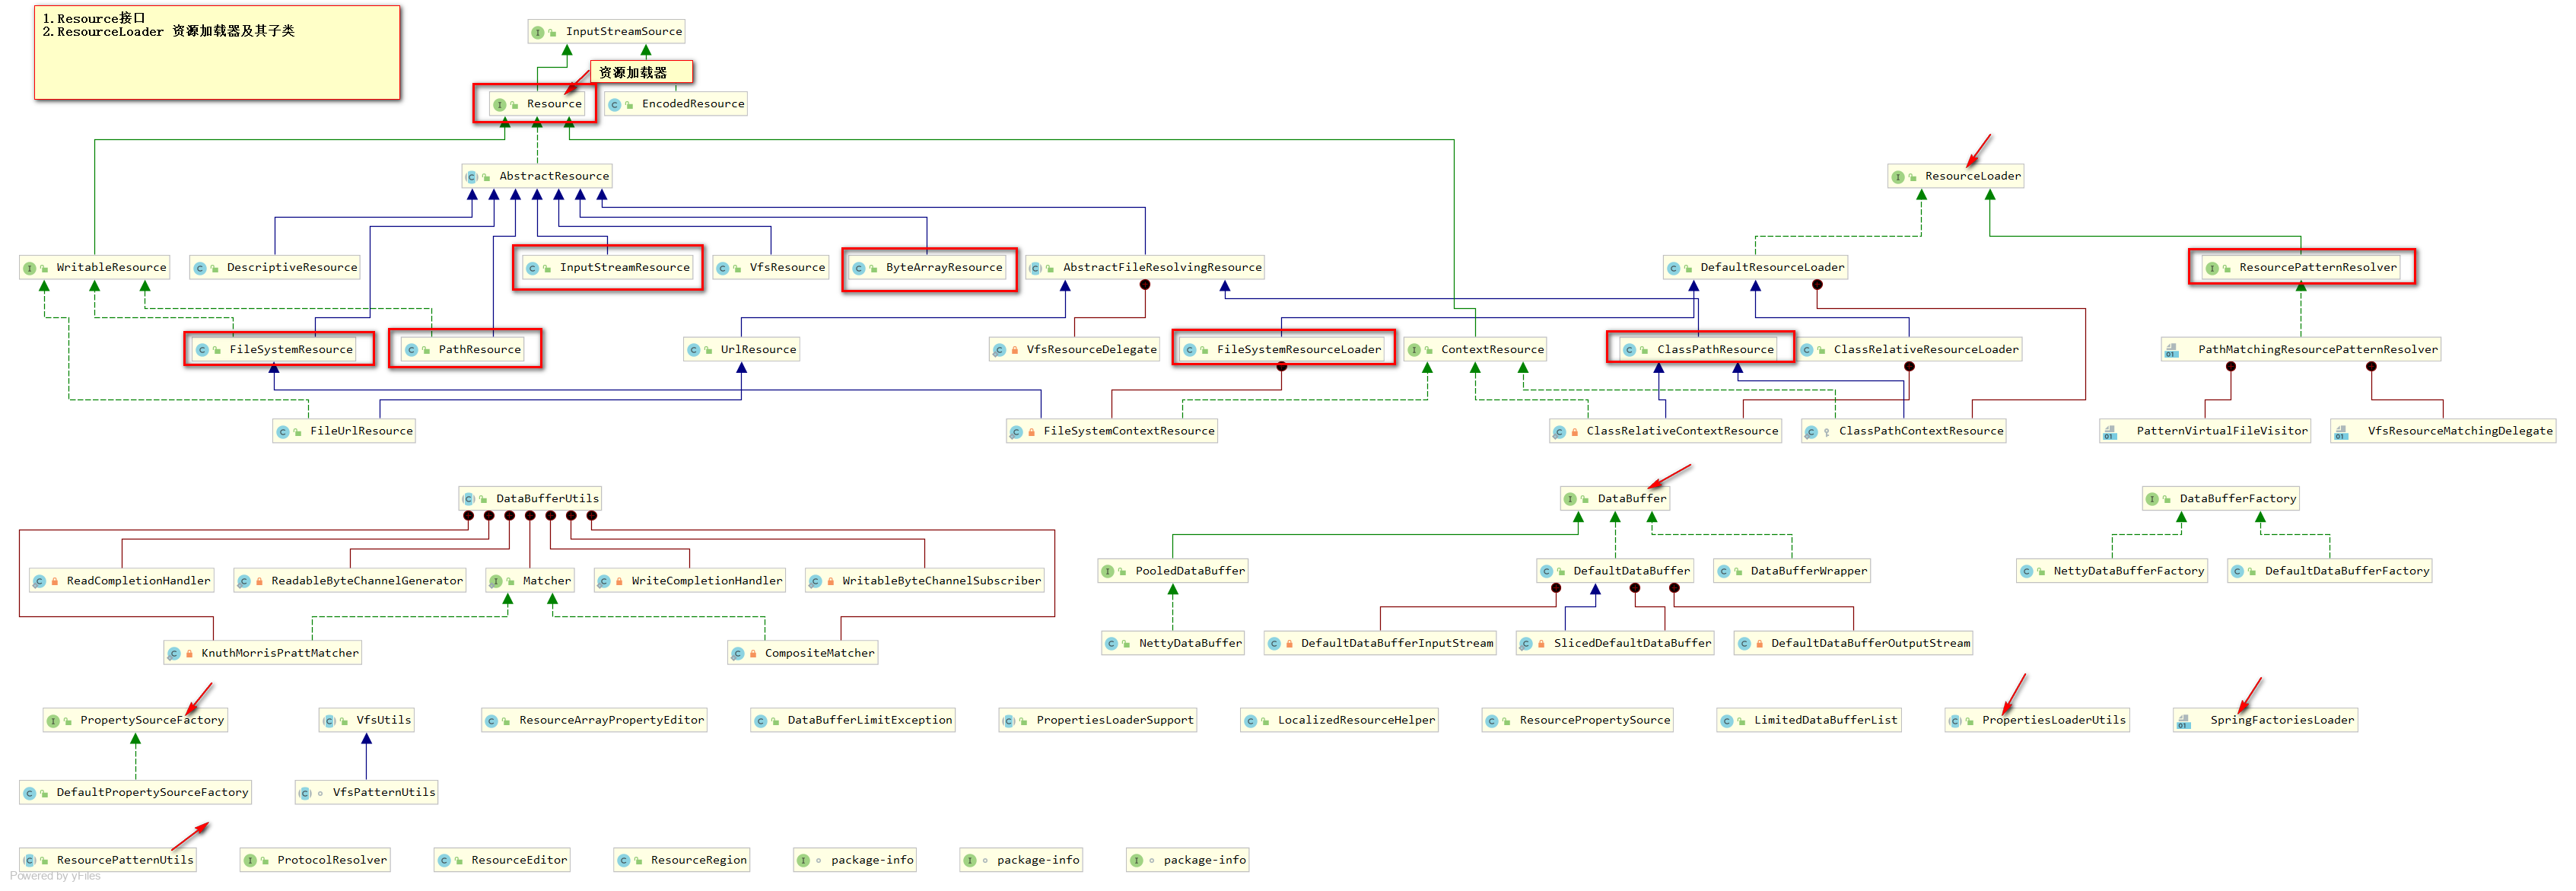 1.Resource接口
2.ResourceLoader 资源加载器及其子类
InputStreamSource
资源加载器
Resource
EncodedResource
AbstractResource
ResourceLoader
WritableResource
DescriptiveResource
InputStreamResource
VfsResource
ByteArrayResource
AbstractFileResolvingResource
DefaultResourceLoader
ResourcePatternResolver
FileSystemResource
PathResource
UrlResource
VfsResourceDelegate
FileSystemResourceLoader
ContextResource
ClassPathResource
ClassRelativeResourceLoader
PathMatchingResourcePatternResolver
FileUrlResource
FileSystemContextResource
ClassRelativeContextResource
ClassPathContextResource
PatternVirtualFileVisitor
VfsResourceMatchingDelegate
DataBufferUtils
DataBuffer
DataBufferFactory
ReadCompletionHandler
ReadableByteChannelGenerator
Matcher
WriteCompletionHandler
WritableByteChannelSubscriber
PooledDataBuffer
DefaultDataBuffer
DataBufferWrapper
NettyDataBufferFactory
DefaultDataBufferFactory
KnuthMorrisPrattMatcher
CompositeMatcher
NettyDataBuffer
DefaultDataBufferInputStream
SlicedDefaultDataBuffer
DefaultDataBufferOutputStream
PropertySourceFactory
VfsUtils
ResourceArrayPropertyEditor
DataBufferLimitException
PropertiesLoaderSupport
LocalizedResourceHelper
ResourcePropertySource
LimitedDataBufferList
PropertiesLoaderUtils
SpringFactoriesLoader
DefaultPropertySourceFactory
VfsPatternUtils
ResourcePatternUtils
ProtocolResolver
ResourceEditor
ResourceRegion
package-info
package-info
package-info
Powered by yFiles